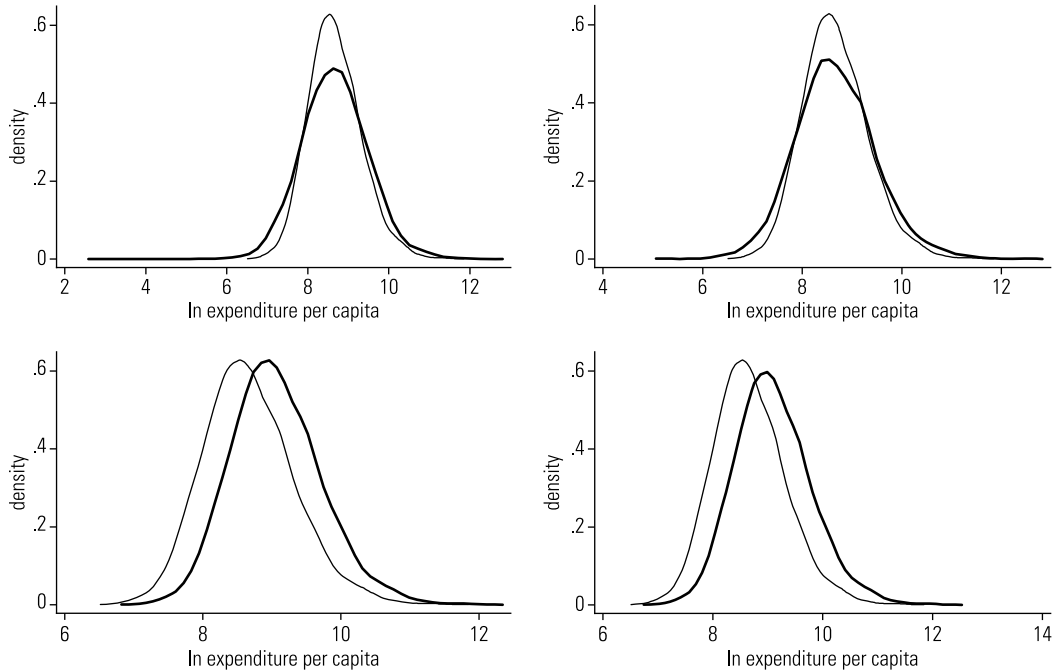 .6
.4
.2
0
density
2 4 6 8 10 12
ln expenditure per capita
.6
.4
.2
0
density
4 6 8 10 12
ln expenditure per capita
.6
.4
.2
0
density
6 8 10 12
ln expenditure per capita
.6
.4
.2
0
density
6 8 10 12 14
ln expenditure per capita